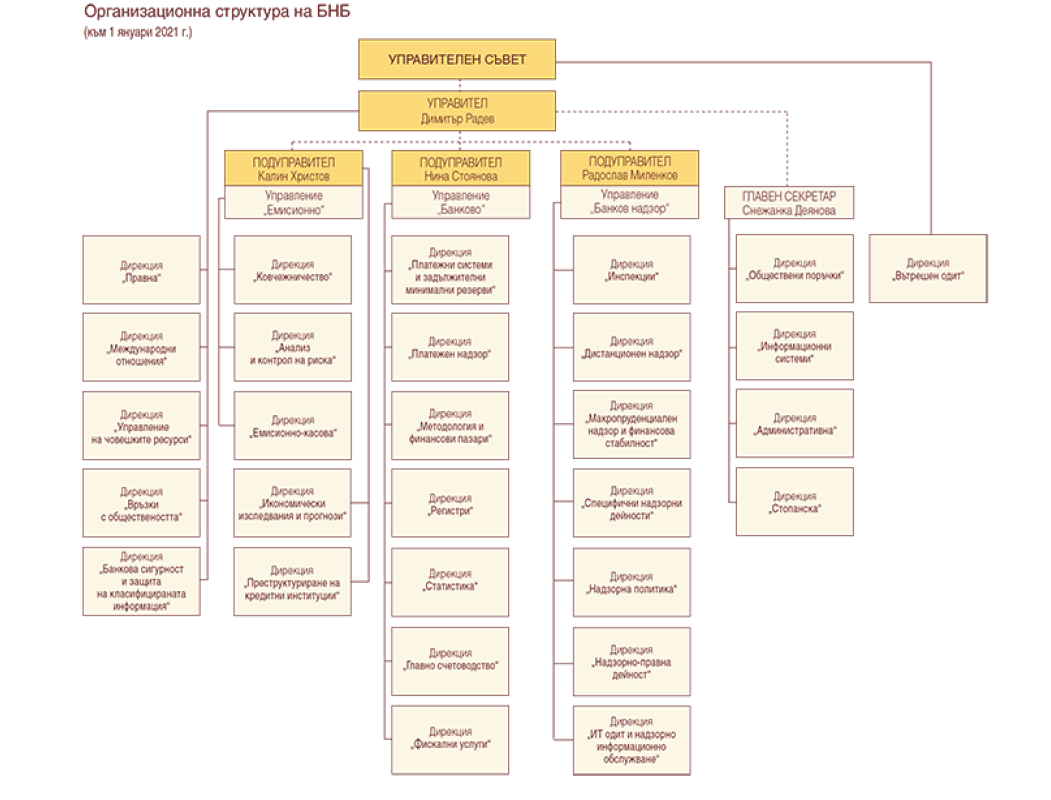 Организационна структура на БНБ
(към 1 януари 2021 г.)
УПРАВИТЕЛЕН СЪВЕТ
УПРАВИТЕЛ
Димитър Радев
ПОДУПРАВИТЕЛ
Калин Христов
Управление
„Емисионно“
ПОДУПРАВИТЕЛ
Нина Стоянова
Управление
„Банково“
ПОДУПРАВИТЕЛ
Радослав Миленков
Управление
„Банков надзор“
ГЛАВЕН СЕКРЕТАР
Снежанка Деянова
Дирекция
„Правна“
Дирекция
„Международни
отношения“
Дирекция
„Управление
на човешките ресурси“
Дирекция
„Връзки
с обществеността“
Дирекция
„Банкова сигурност
и защита
на класифицираната
информация“
Дирекция
„Ковчежничество“
Дирекция
„Анализ
и контрол на риска“
Дирекция
„Емисионно-касова“
Дирекция
„Икономически
изследвания и прогнози“
Дирекция
„Преструктуриране на
кредитни институции“
Дирекция
„Платежни системи
и задължителни
минимални резерви“
Дирекция
„Платежен надзор“
Дирекция
„Методология и
финансови пазари“
Дирекция
„Регистри“
Дирекция
„Статистика“
Дирекция
„Главно счетоводство“
Дирекция
„Фискални услуги“
Дирекция
„Инспекции“
Дирекция
„Дистанционен надзор“
Дирекция
„Макропруденциален
надзор и финансова
стабилност“
Дирекция
„Специфични надзорни
дейности“
Дирекция
„Надзорна политика“
Дирекция
„Надзорно-правна
дейност“
Дирекция
„ИТ одит и надзорно
информационно
обслужване“
Дирекция
„Обществени поръчки“
Дирекция
„Информационни
системи“
Дирекция
„Административна“
Дирекция
„Стопанска“
Дирекция
„Вътрешен одит“